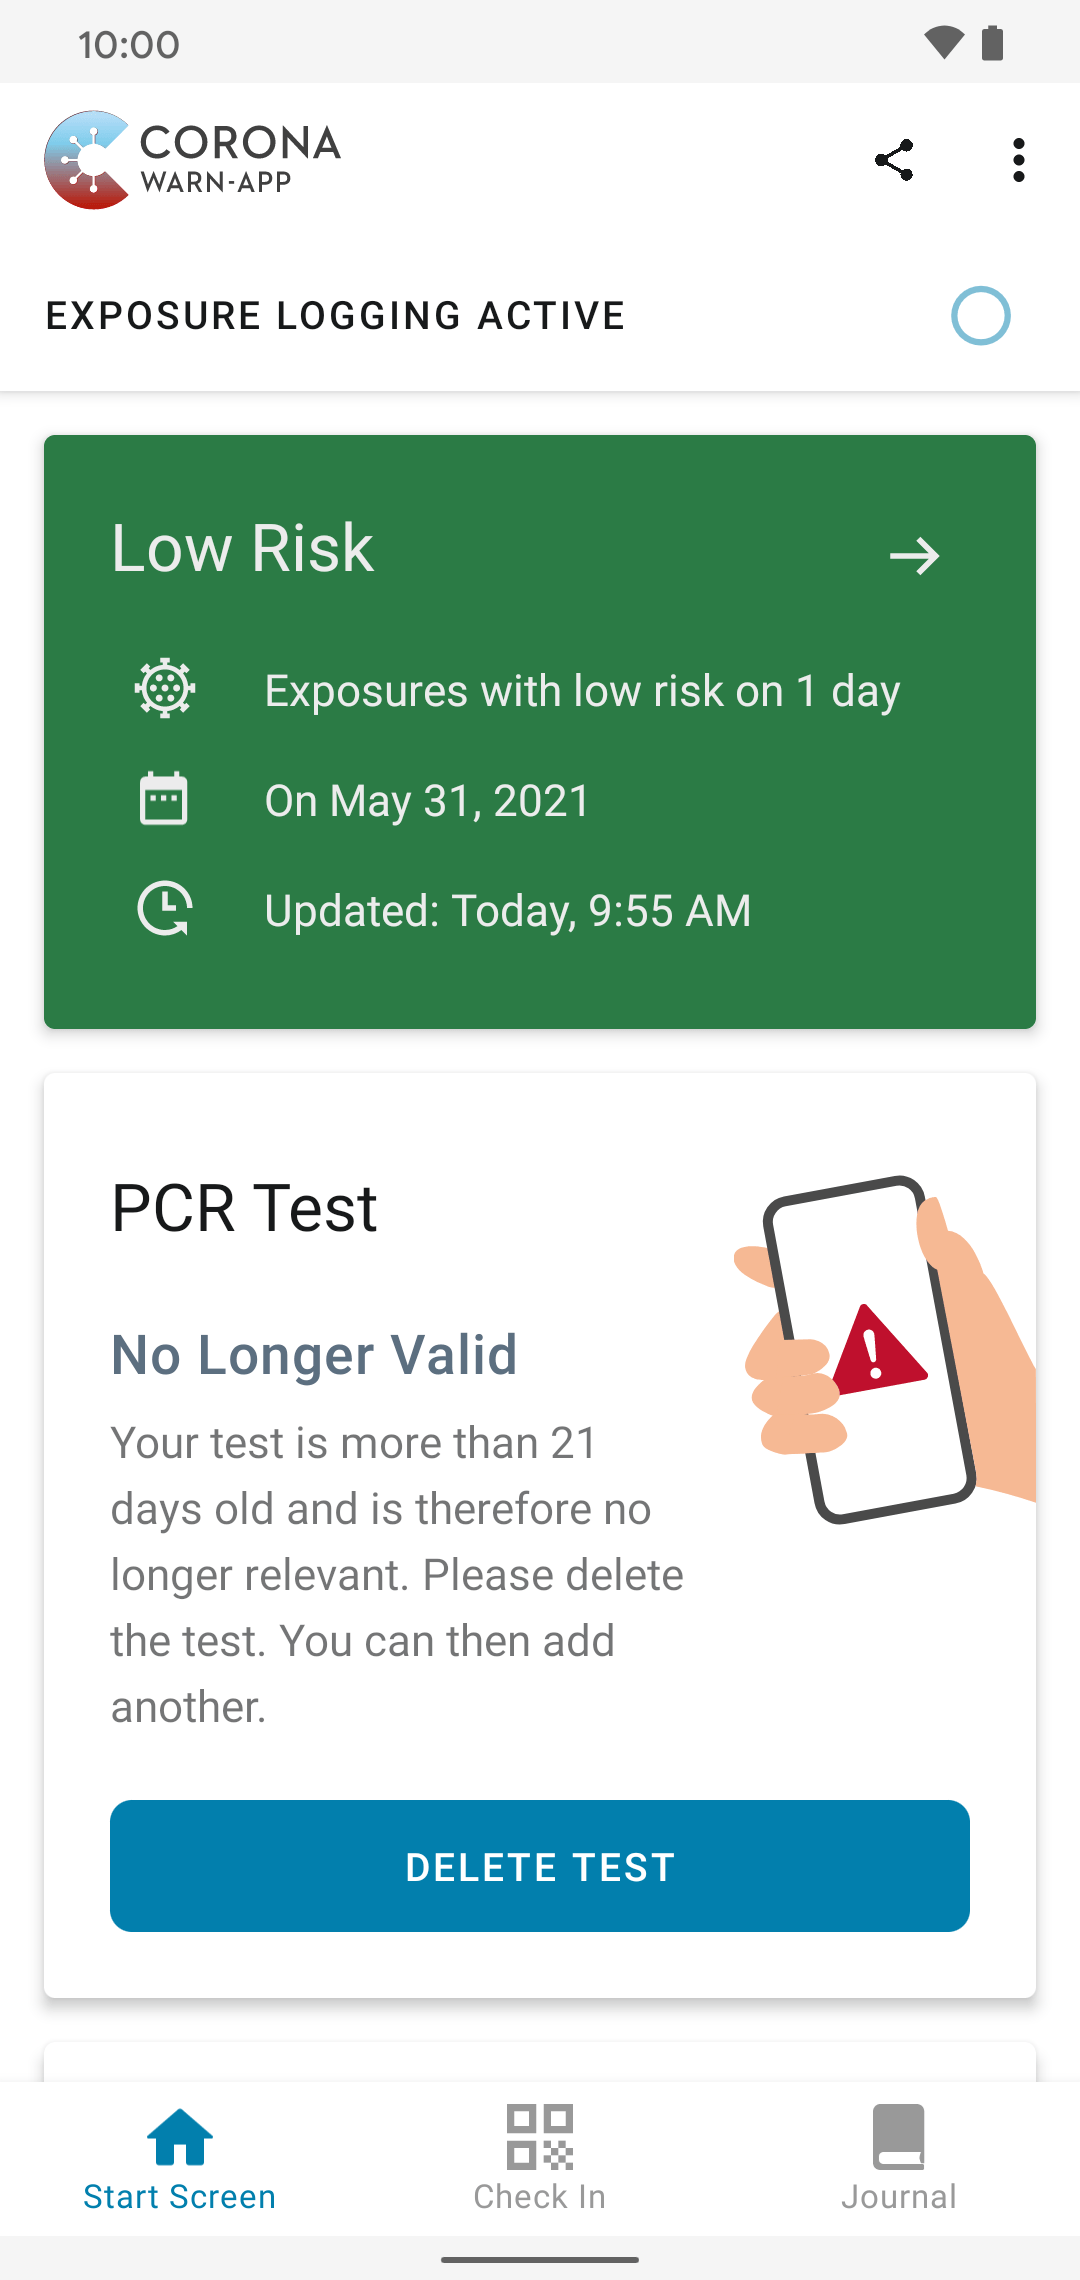 10:00
CORONA
WARN-APP
EXPOSURE LOGGING ACTIVE
Low Risk
Exposures with low risk on 1 day
On May 31, 2021
Updated: Today, 9:55 AM
PCR Test
No Longer Valid
Your test is more than 21
days old and is therefore no
longer relevant. Please delete
the test. You can then add
another.
DELETE TEST
Start Screen
Check In
Journal